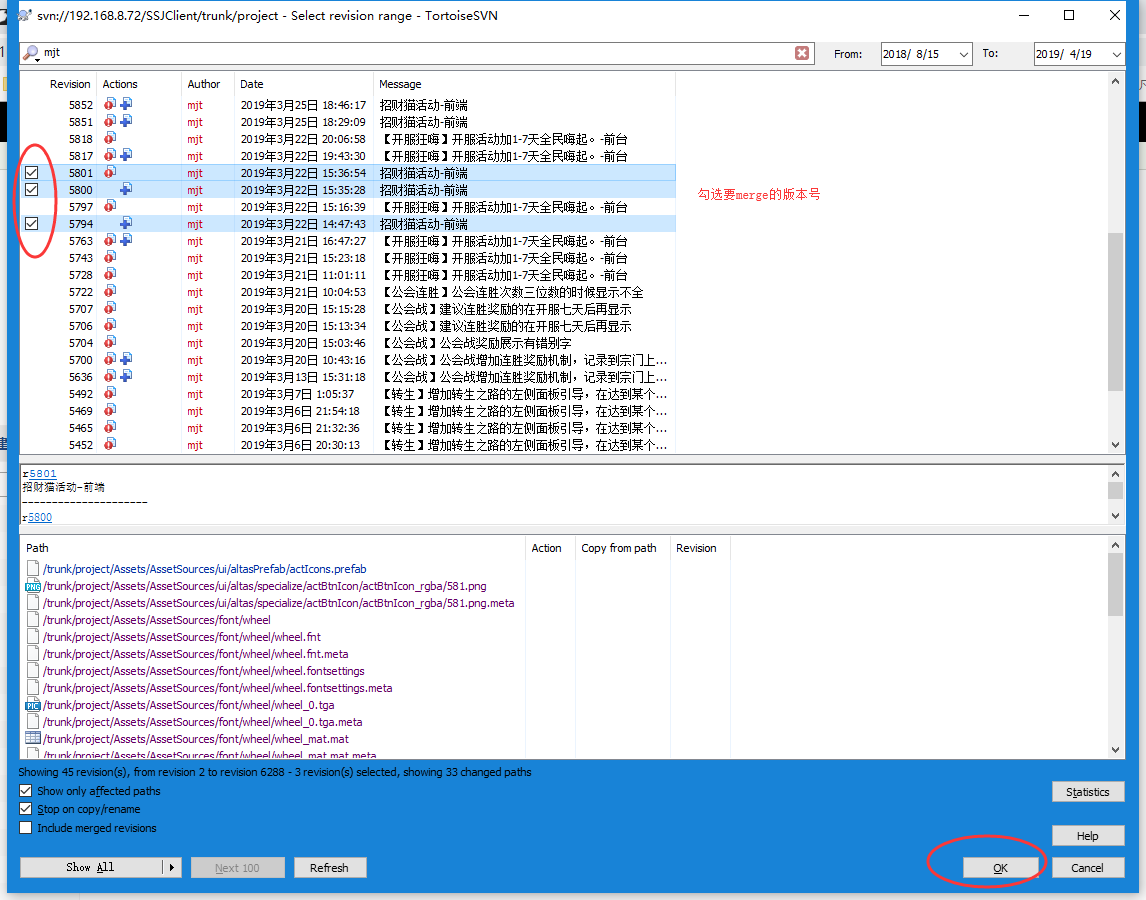 svn://192.168.8.72/SSJClient/trunk/project - Select revision range - TortoiseSVN
mjt From: 2018/ 8/15 To: 2019/ 4/19
Revision Actions Author Date Message
5852 mjt 2019年3月25日 18:46:17 招财猫活动-前端
5851 mjt 2019年3月25日 18:29:09 招财猫活动-前端
5818 mjt 2019年3月22日 20:06:58 【开服狂嗨】开服活动加1-7天全民嗨起。-前台
5817 mjt 2019年3月22日 19:43:30 【开服狂嗨】开服活动加1-7天全民嗨起。-前台
5801 mjt 2019年3月22日 15:36:54 招财猫活动-前端
5800 mjt 2019年3月22日 15:35:28 招财猫活动-前端
勾选要merge的版本号
5797 mjt 2019年3月22日 15:16:39 【开服狂嗨】开服活动加1-7天全民嗨起。-前台
5794 mjt 2019年3月22日 14:47:43 招财猫活动-前端
5763 mjt 2019年3月21日 16:47:27 【开服狂嗨】开服活动加1-7天全民嗨起。-前台
5743 mjt 2019年3月21日 15:23:18 【开服狂嗨】开服活动加1-7天全民嗨起。-前台
5728 mjt 2019年3月21日 11:01:11 【开服狂嗨】开服活动加1-7天全民嗨起。-前台
5722 mjt 2019年3月21日 10:04:53 【公会连胜】公会连胜次数三位数的时候显示不全
5707 mjt 2019年3月20日 15:15:28 【公会战】建议连胜奖励的在开服七天后再显示
5706 mjt 2019年3月20日 15:13:34 【公会战】建议连胜奖励的在开服七天后再显示
5704 mjt 2019年3月20日 15:03:46 【公会战】公会战奖励展示有错别字
5700 mjt 2019年3月20日 10:43:16 【公会战】公会战增加连胜奖励机制，记录到宗门上...
5636 mjt 2019年3月13日 15:31:18 【公会战】公会战增加连胜奖励机制，记录到宗门上...
5492 mjt 2019年3月7日 1:05:37 【转生】增加转生之路的左侧面板引导，在达到某个...
5469 mjt 2019年3月6日 21:54:18 【转生】增加转生之路的左侧面板引导，在达到某个...
5465 mjt 2019年3月6日 21:32:36 【转生】增加转生之路的左侧面板引导，在达到某个...
5452 mjt 2019年3月6日 20:30:13 【转生】增加转生之路的左侧面板引导，在达到某个...
r5801
招财猫活动-前端
---------------------
r5800
Path Action Copy from path Revision
/trunk/project/Assets/AssetSources/ui/altasPrefab/actIcons.prefab
PNG /trunk/project/Assets/AssetSources/ui/altas/specialize/actBtnIcon/actBtnIcon_rgba/581.png
/trunk/project/Assets/AssetSources/ui/altas/specialize/actBtnIcon/actBtnIcon_rgba/581.png.meta
/trunk/project/Assets/AssetSources/font/wheel
/trunk/project/Assets/AssetSources/font/wheel/wheel.fnt
/trunk/project/Assets/AssetSources/font/wheel/wheel.fnt.meta
/trunk/project/Assets/AssetSources/font/wheel/wheel.fontsettings
/trunk/project/Assets/AssetSources/font/wheel/wheel.fontsettings.meta
PIC /trunk/project/Assets/AssetSources/font/wheel/wheel_0.tga
/trunk/project/Assets/AssetSources/font/wheel/wheel_0.tga.meta
/trunk/project/Assets/AssetSources/font/wheel/wheel_mat.mat
/trunk/project/Assets/AssetSources/font/wheel/wheel_mat.mat.meta
Showing 45 revision(s), from revision 2 to revision 6288 - 3 revision(s) selected, showing 33 changed paths
Show only affected paths
Stop on copy/rename
Include merged revisions
Statistics
Help
Show All Next 100 Refresh OK Cancel